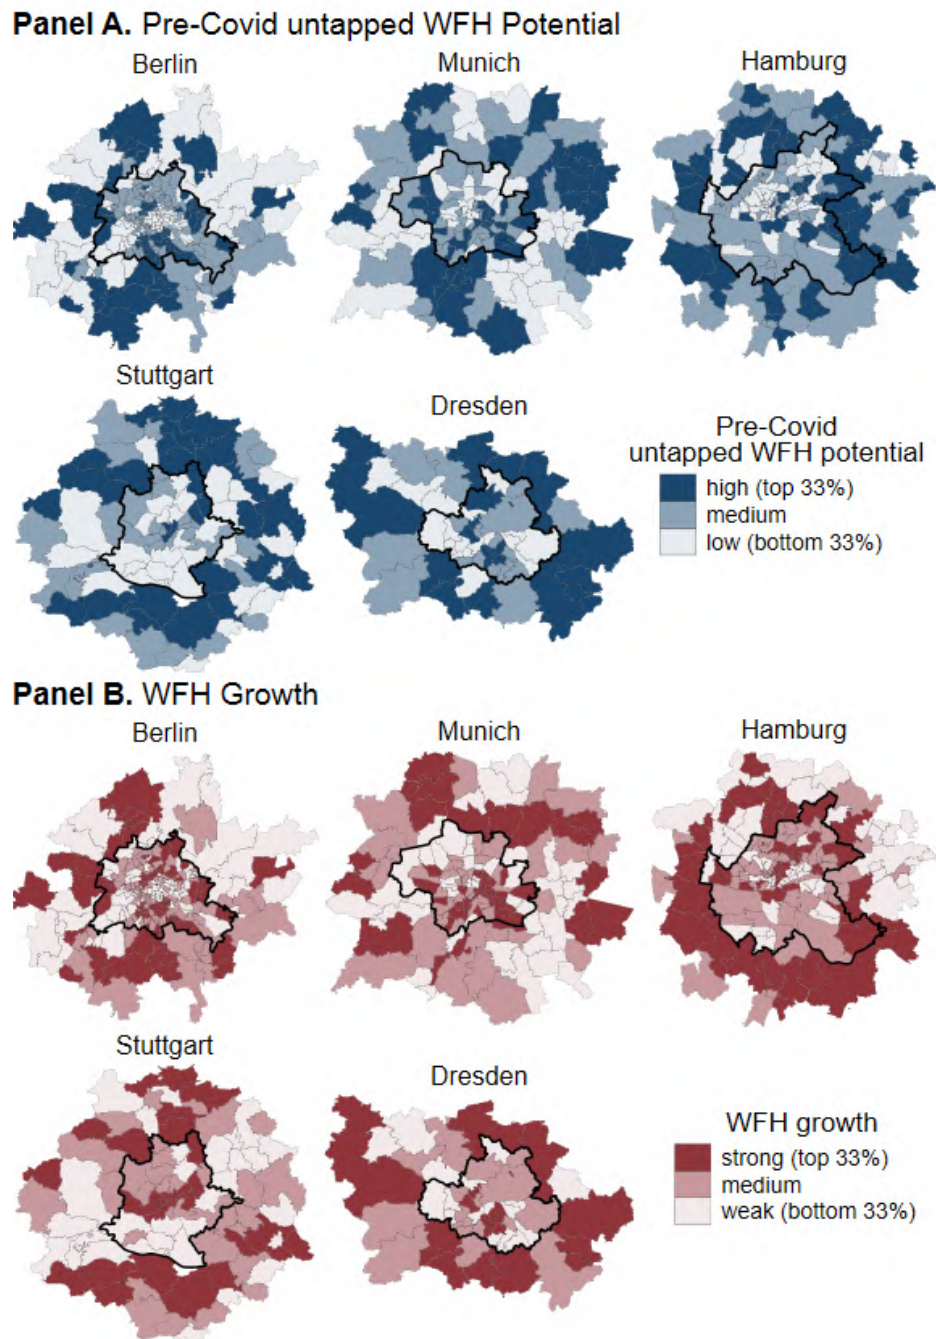 Panel A. Pre-Covid untapped WFH Potential
Berlin
Munich
Hamburg
Stuttgart
Dresden
Pre-Covid
untapped WFH potential
high (top 33%)
medium
low (bottom 33%)
Panel B. WFH Growth
Berlin
Munich
Hamburg
Stuttgart
Dresden
WFH growth
strong (top 33%)
medium
weak (bottom 33%)